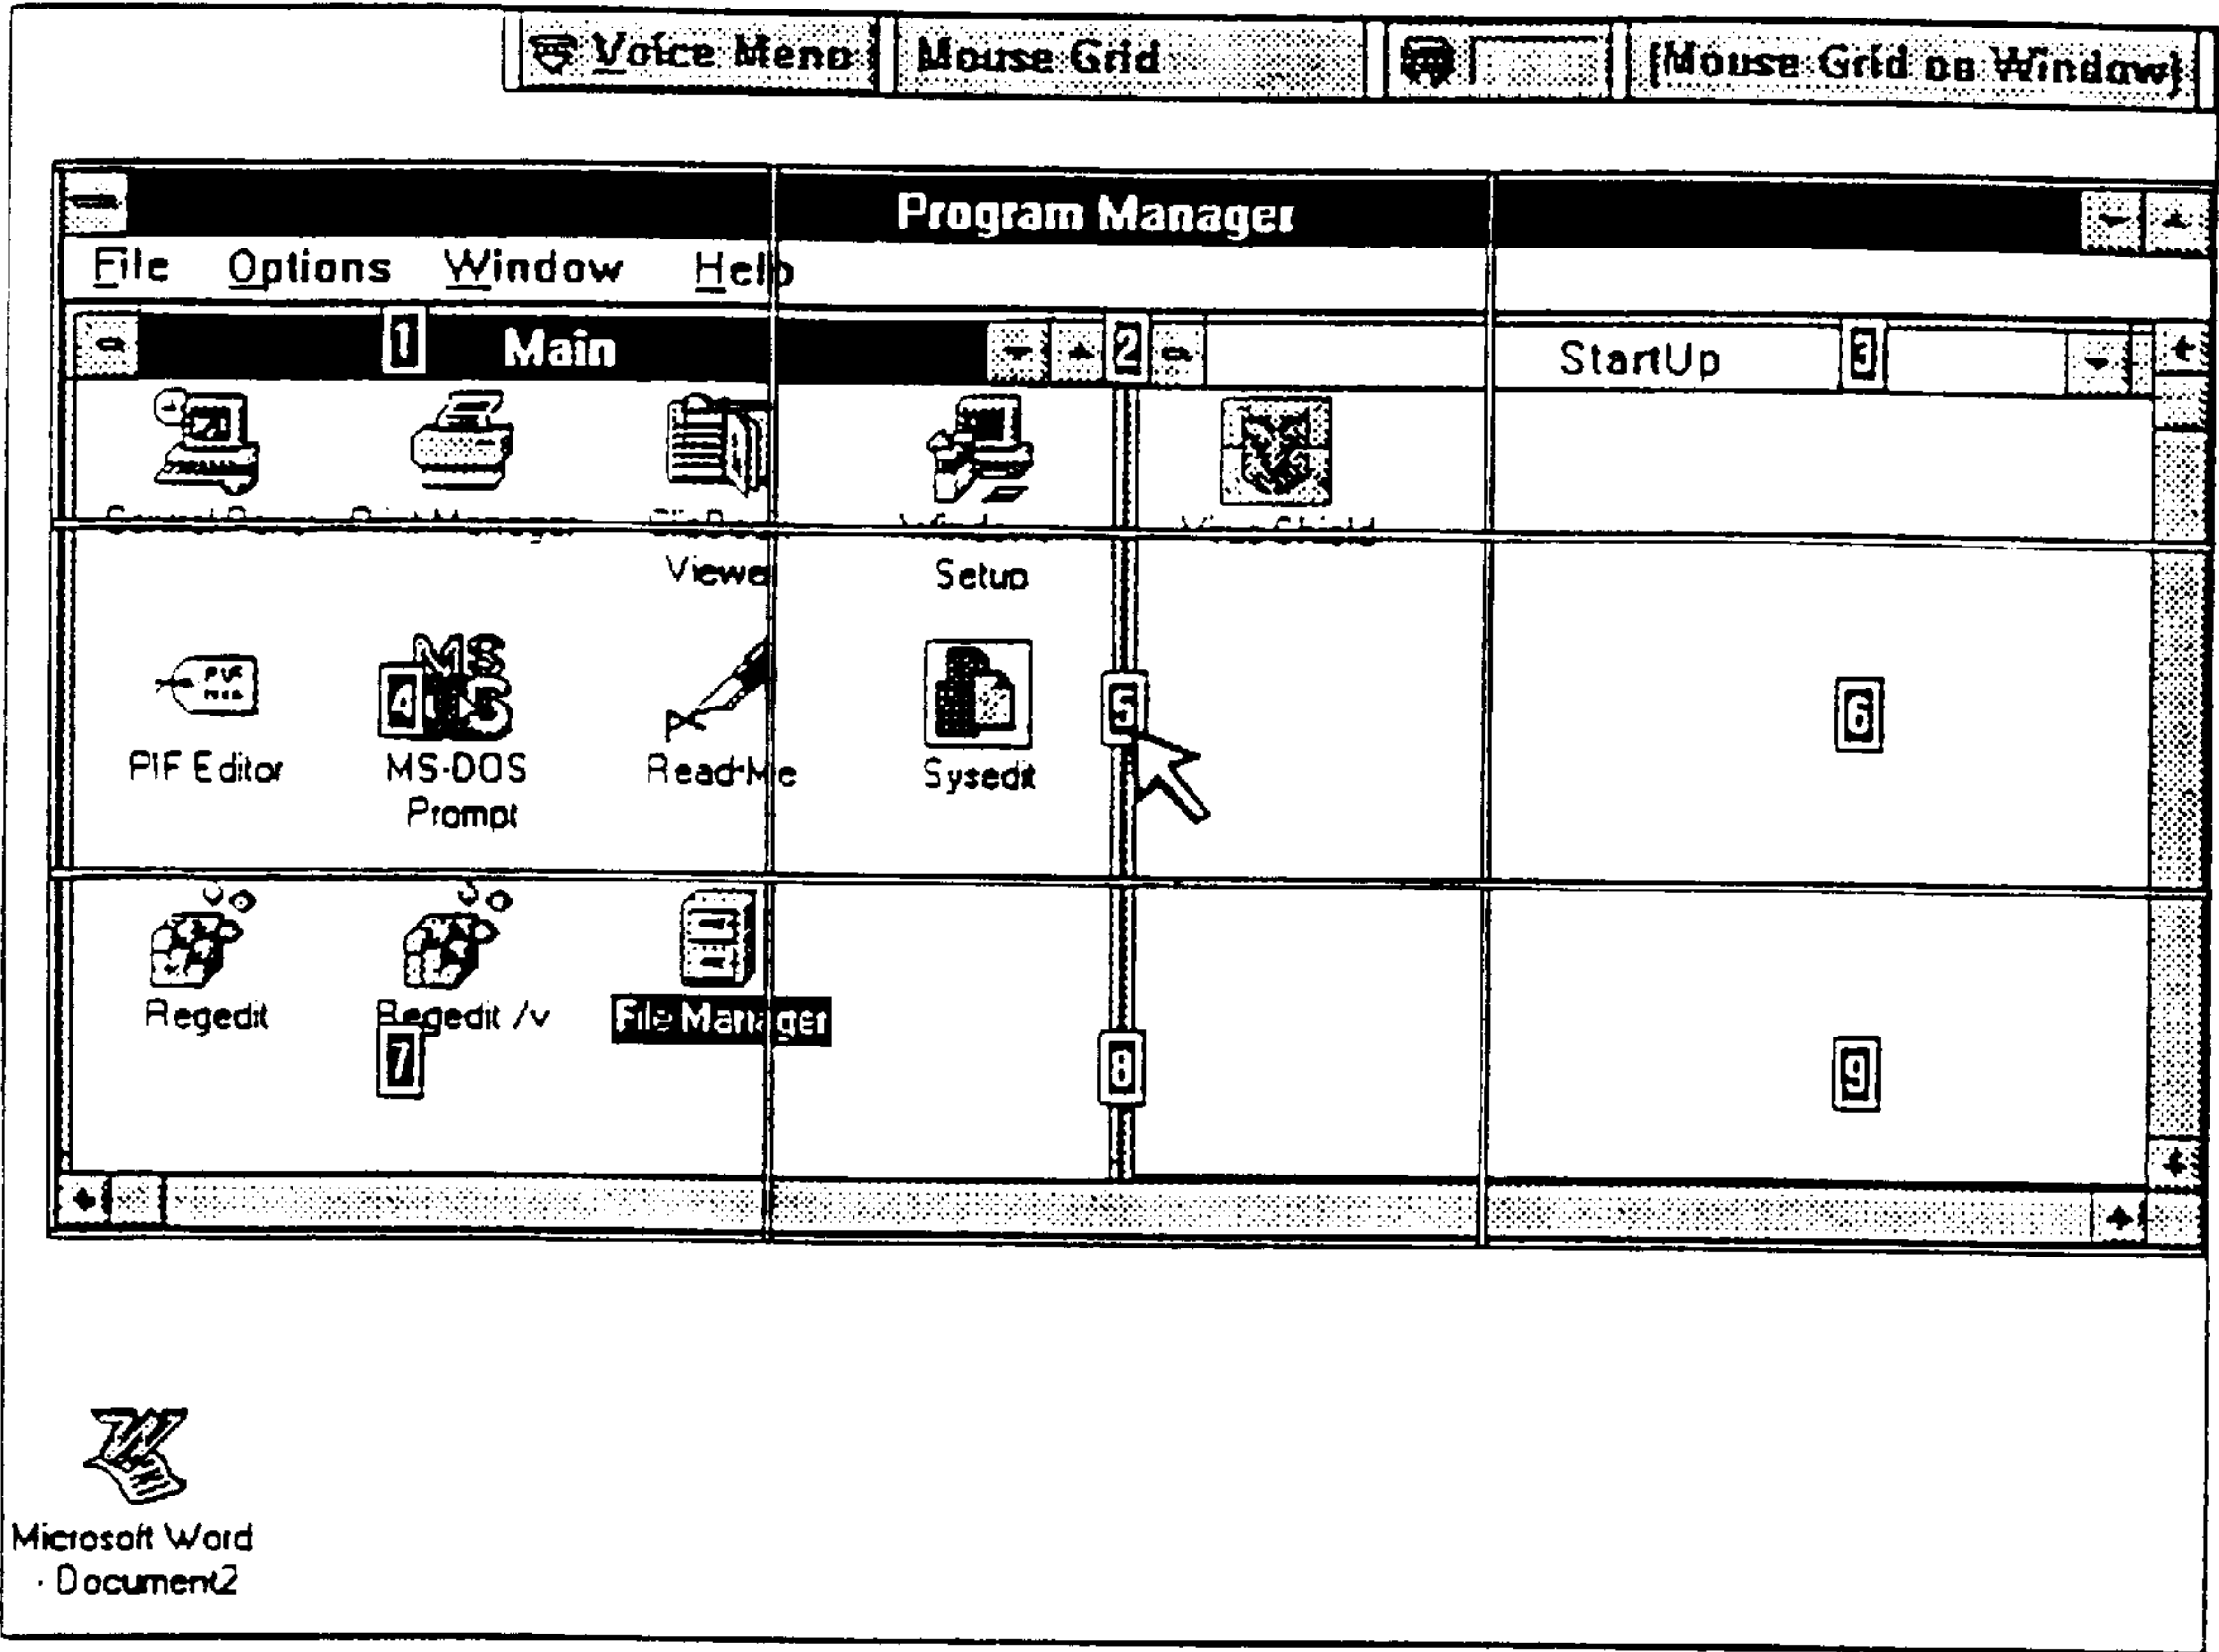 Voice Menu Mouse Grid [Mouse Grid on Window]
Program Manager
File Options Window Help
1 Main 2 StartUp 3
Viewer Setup
4 5 6
PIF Editor MS-DOS Read-Me Sysedit
Prompt
Regedit Regedit /v File Manager
7 8 9
Microsoft Word
- Document2